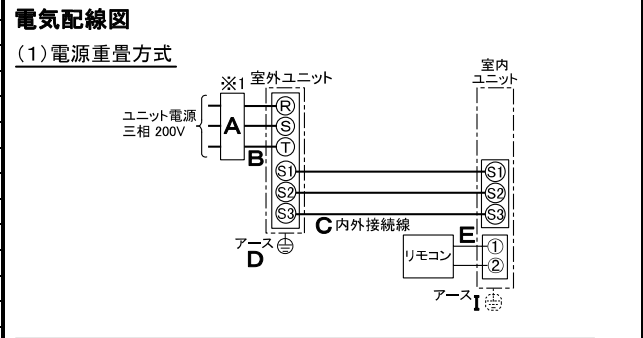 電気配線図
(1)電源重畳方式
※1
室外ユニット
室内
ユニット
ユニット電源
三相 200V
A
B
R
S
T
S1
S2
S3
S1
S2
S3
C 内外接続線
アース
D
リモコン
E
①
②
アース I